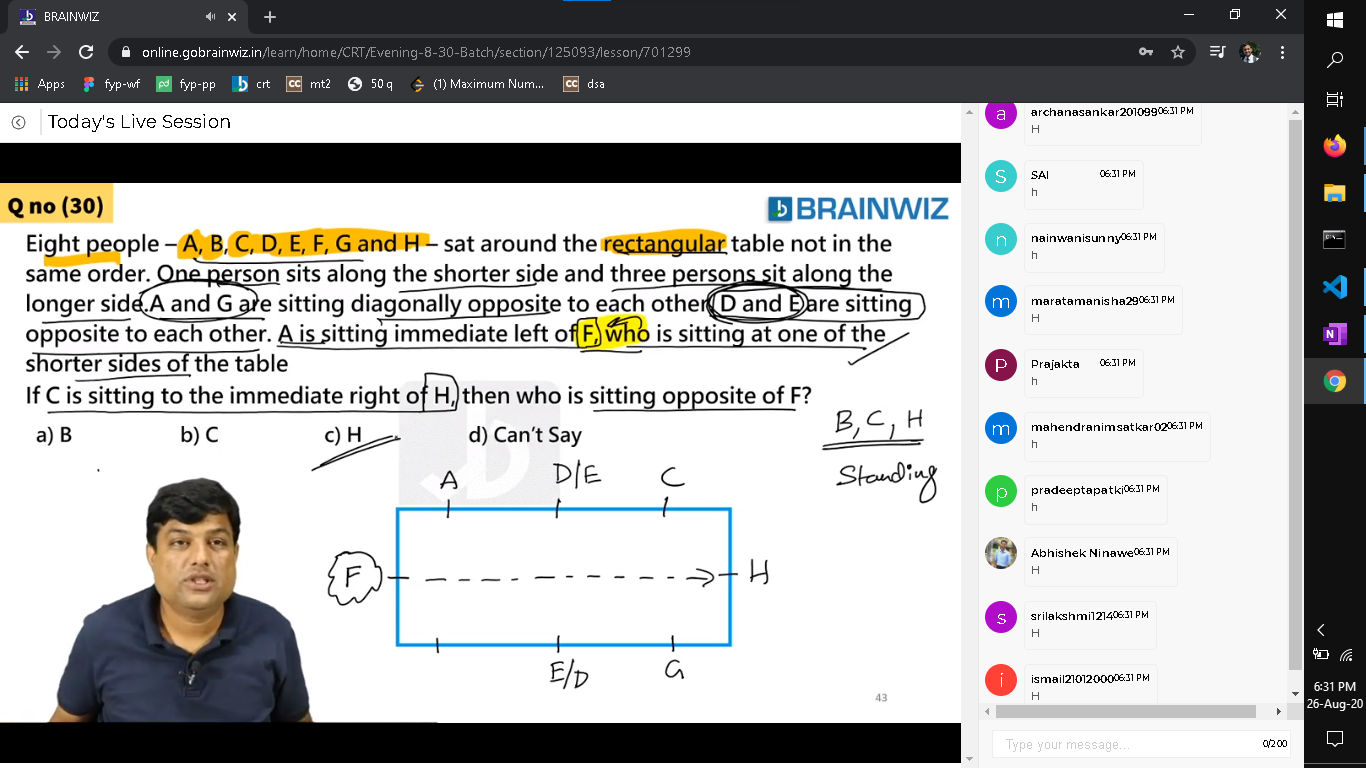 BRAINWIZ
online.gobrainwiz.in/learn/home/CRT/Evening-8-30-Batch/section/125093/lesson/701299
Apps fyp-wf fyp-pp crt mt2 50 q (1) Maximum Num... dsa
Today's Live Session
Q no (30)
BRAINWIZ
Eight people – A, B, C, D, E, F, G and H – sat around the rectangular table not in the
same order. One person sits along the shorter side and three persons sit along the
longer side. A and G are sitting diagonally opposite to each other. D and E are sitting
opposite to each other. A is sitting immediate left of F, who is sitting at one of the
shorter sides of the table
If C is sitting to the immediate right of H, then who is sitting opposite of F?
a) B b) C c) H d) Can't Say
B, C, H
Standing
A D/E C
F H
E/D G
43
a archanasankar201099 06:31 PM
H
S SAI 06:31 PM
h
n nainwanisunny 06:31 PM
h
m maratamanisha29 06:31 PM
H
P Prajakta 06:31 PM
h
m mahendranimsatkar02 06:31 PM
H
p pradeeptapatki 06:31 PM
h
Abhishek Ninawe 06:31 PM
H
s srilakshmi1214 06:31 PM
H
i ismail21012000 06:31 PM
H
Type your message... 0/200
6:31 PM
26-Aug-20